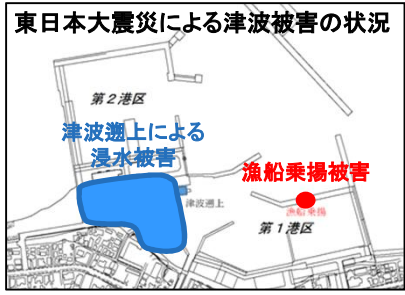 東日本大震災による津波被害の状況
第2港区
津波遡上による
浸水被害
漁船乗揚被害
津波遡上
漁船乗揚
第1港区